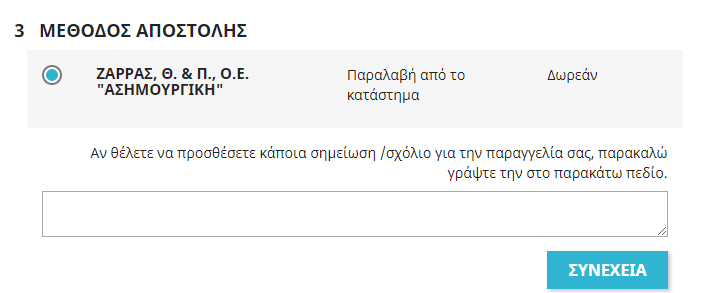 3 ΜΕΘΟΔΟΣ ΑΠΟΣΤΟΛΗΣ
ΖΑΡΡΑΣ, Θ. & Π., Ο.Ε.
"ΑΣΗΜΟΥΡΓΙΚΗ"
Παραλαβή από το
κατάστημα
Δωρεάν
Αν θέλετε να προσθέσετε κάποια σημείωση /σχόλιο για την παραγγελία σας, παρακαλώ
γράψτε την στο παρακάτω πεδίο.
ΣΥΝΕΧΕΙΑ